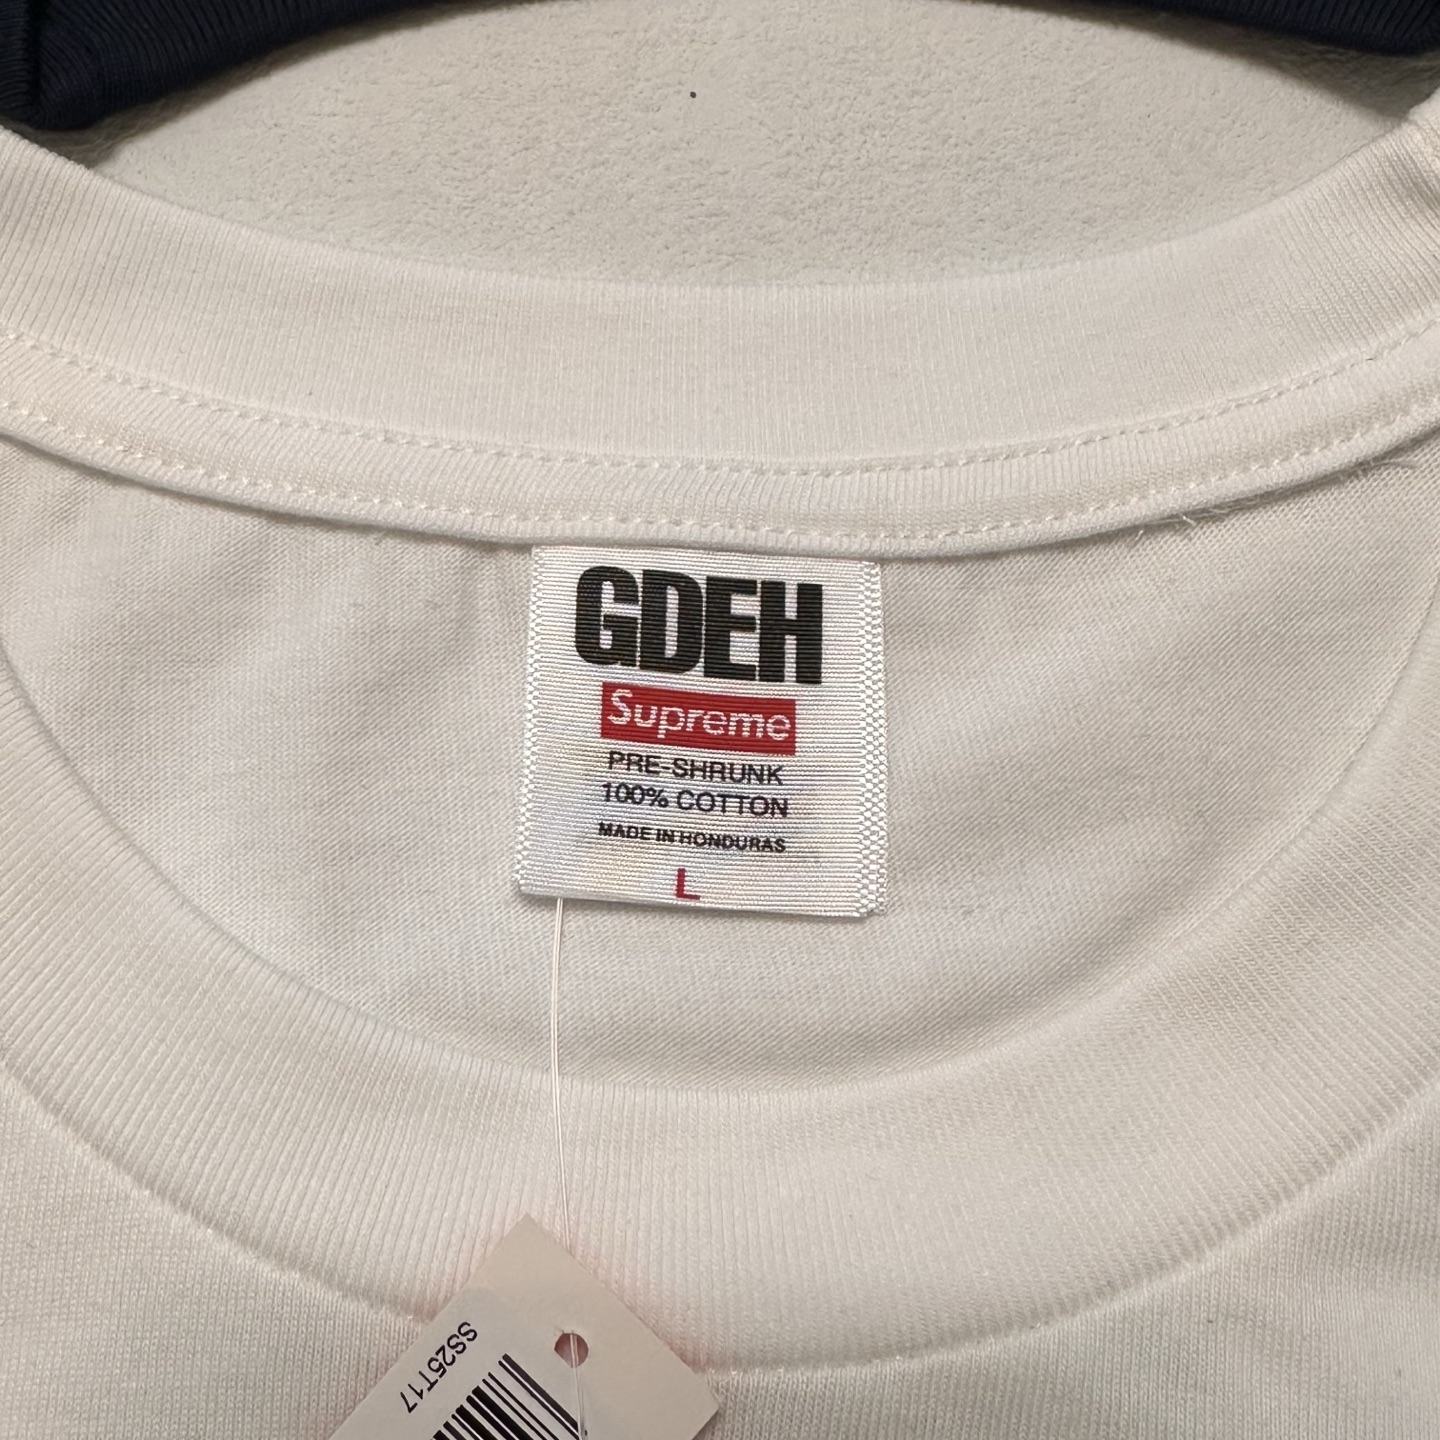 GDEH
Supreme
PRE-SHRUNK
100% COTTON
MADE IN HONDURAS
L
SS25T17